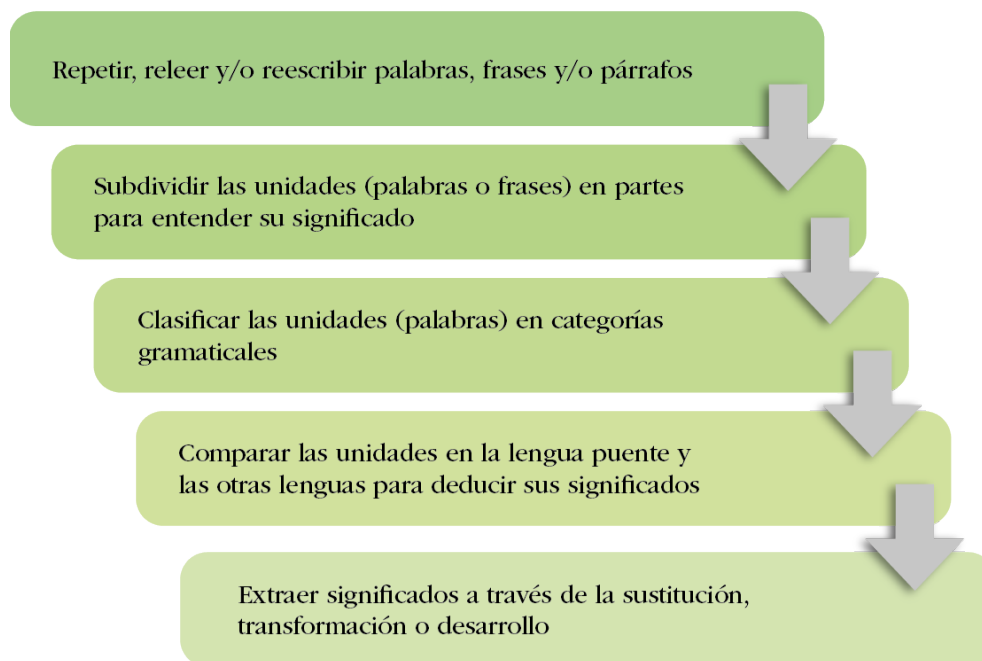 Repetir, releer y/o reescribir palabras, frases y/o párrafos
Subdividir las unidades (palabras o frases) en partes
para entender su significado
Clasificar las unidades (palabras) en categorías
gramaticales
Comparar las unidades en la lengua puente y
las otras lenguas para deducir sus significados
Extraer significados a través de la sustitución,
transformación o desarrollo